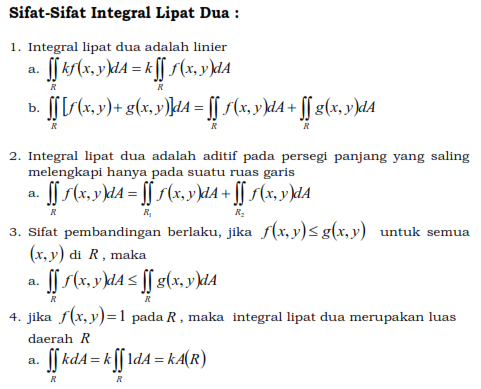 Sifat-Sifat Integral Lipat Dua :
1. Integral lipat dua adalah linier
a. ∬_R kf(x, y)dA = k∬_R f(x, y)dA
b. ∬_R [f(x, y)+ g(x, y)]dA = ∬_R f(x, y)dA + ∬_R g(x, y)dA
2. Integral lipat dua adalah aditif pada persegi panjang yang saling
melengkapi hanya pada suatu ruas garis
a. ∬_R f(x, y)dA = ∬_{R₁} f(x, y)dA + ∬_{R₂} f(x, y)dA
3. Sifat pembandingan berlaku, jika f(x, y) ≤ g(x, y) untuk semua
(x, y) di R , maka
a. ∬_R f(x, y)dA ≤ ∬_R g(x, y)dA
4. jika f(x, y)=1 pada R , maka integral lipat dua merupakan luas
daerah R
a. ∬_R kdA = k∬_R 1dA = kA(R)